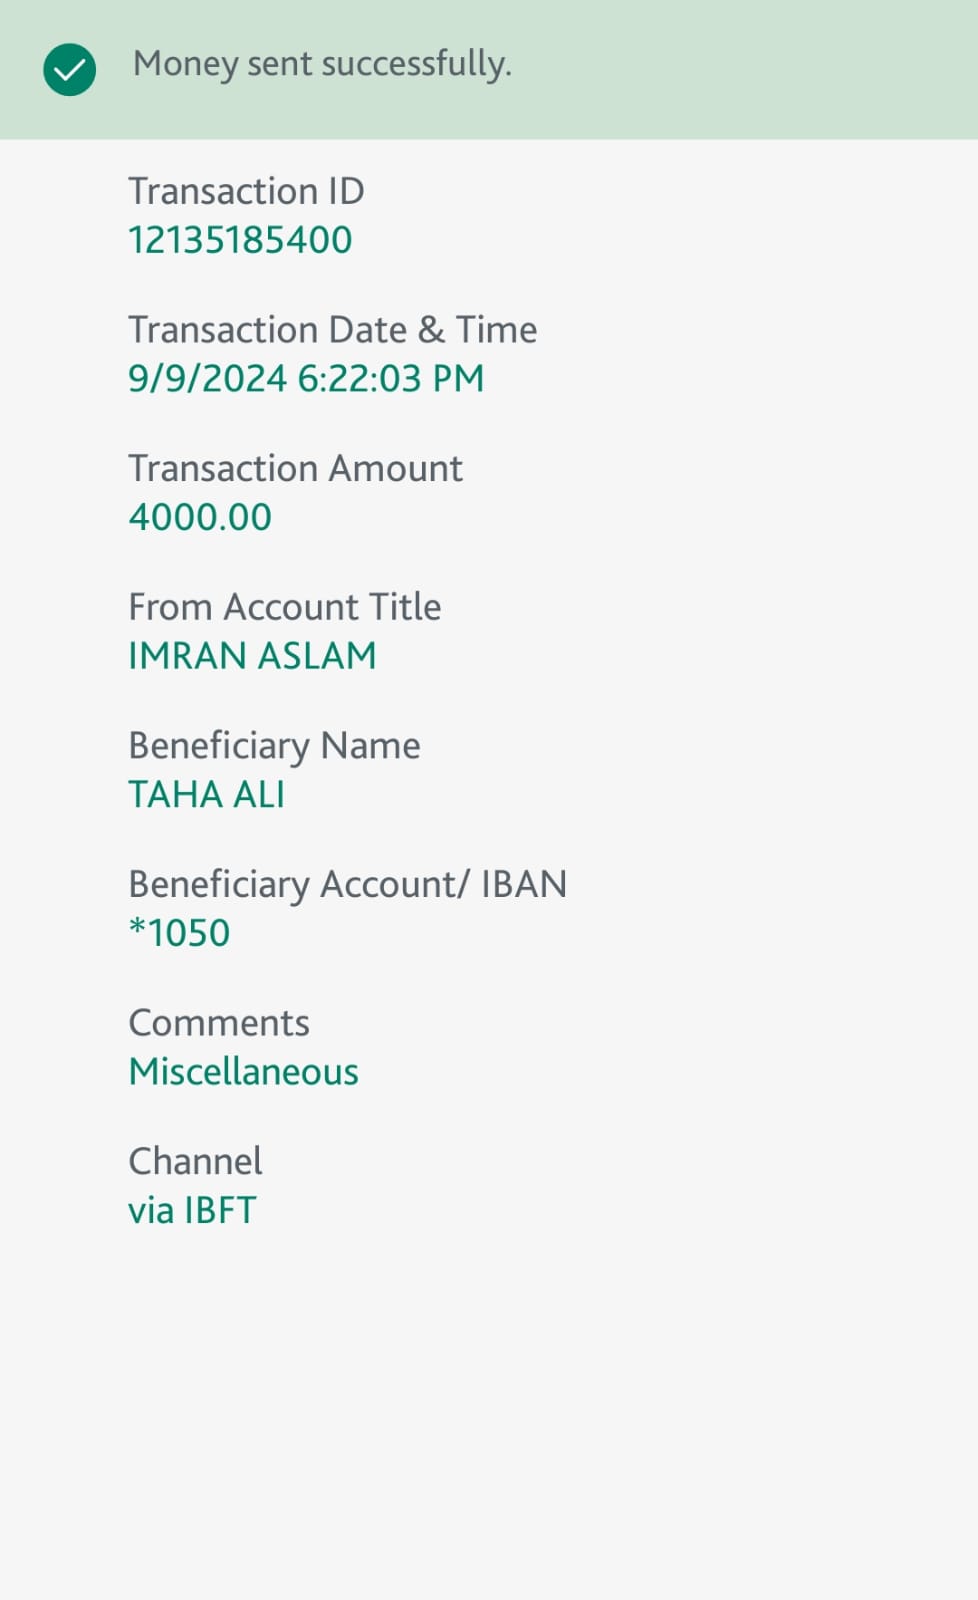 Money sent successfully.
Transaction ID
12135185400
Transaction Date & Time
9/9/2024 6:22:03 PM
Transaction Amount
4000.00
From Account Title
IMRAN ASLAM
Beneficiary Name
TAHA ALI
Beneficiary Account/ IBAN
*1050
Comments
Miscellaneous
Channel
via IBFT